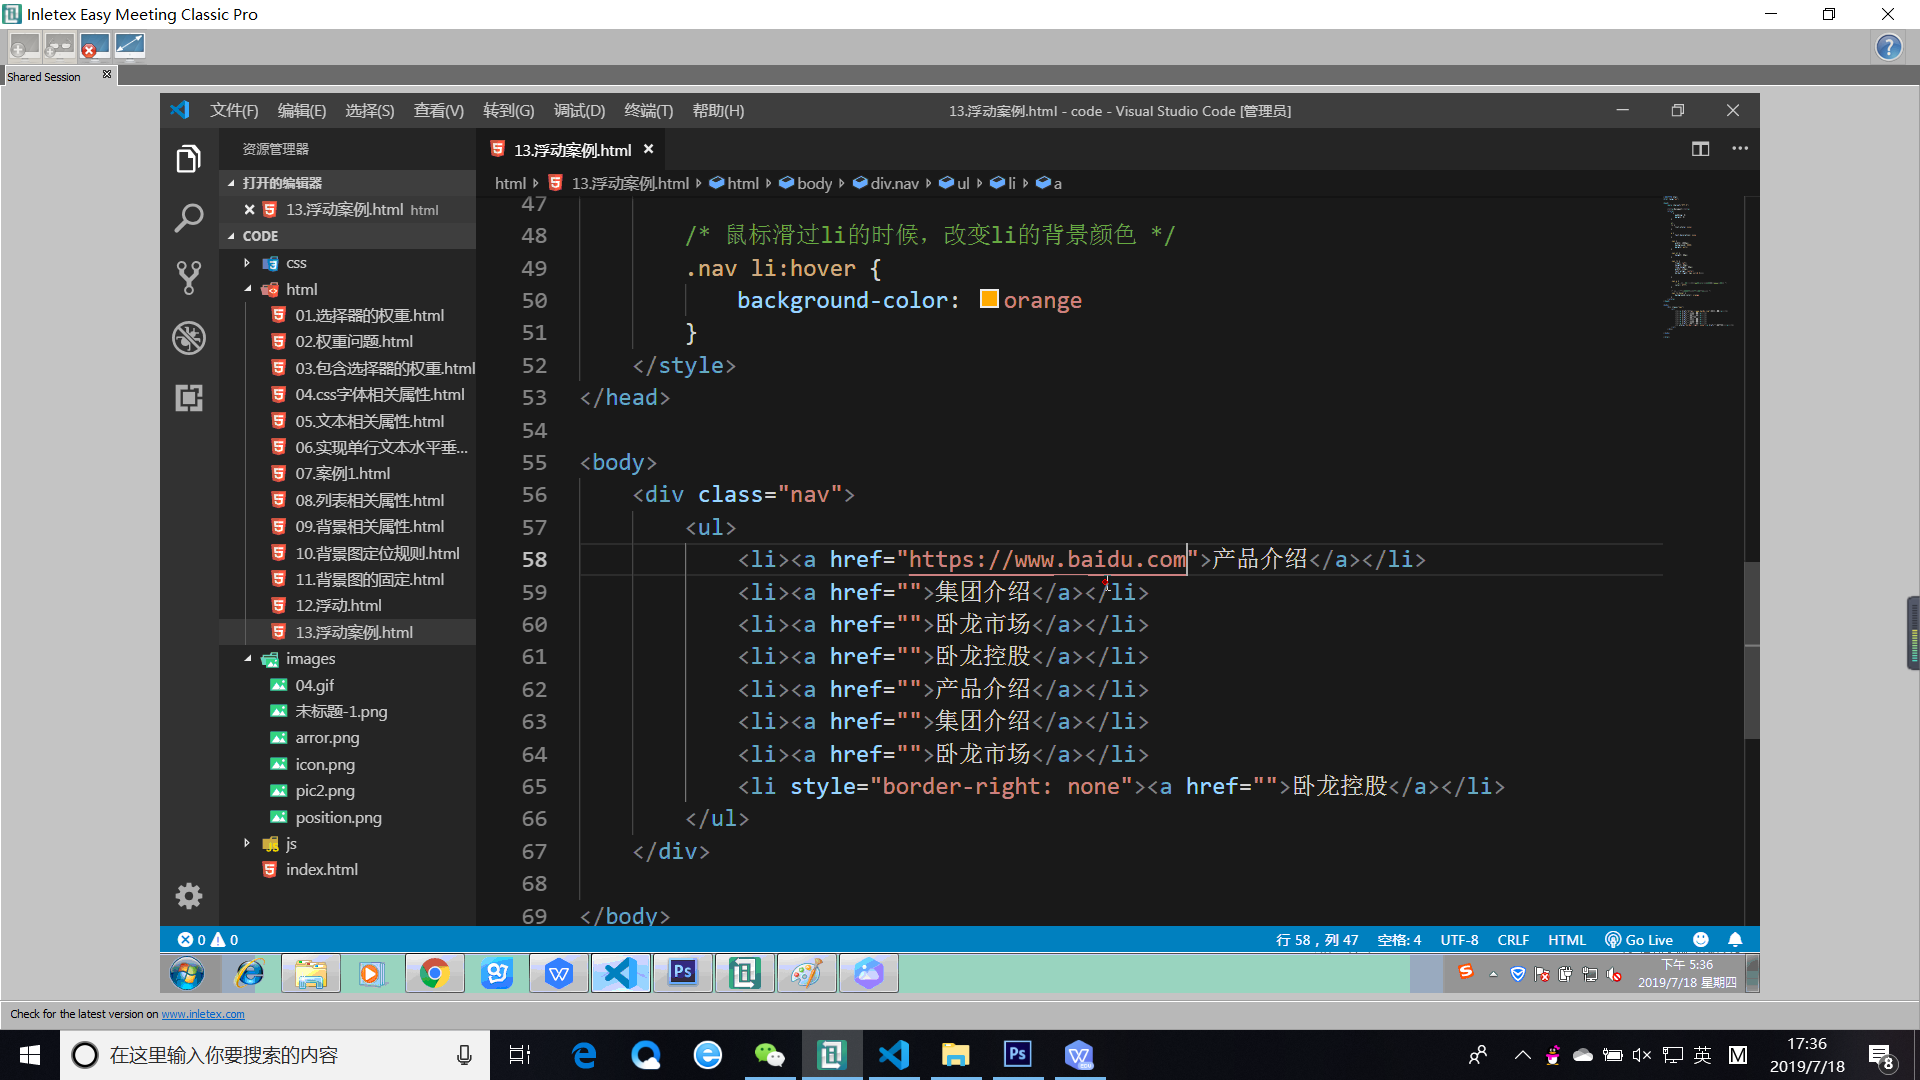 Inletex Easy Meeting Classic Pro
Shared Session
文件(F) 编辑(E) 选择(S) 查看(V) 转到(G) 调试(D) 终端(T) 帮助(H)
13.浮动案例.html - code - Visual Studio Code [管理员]
资源管理器
打开的编辑器
13.浮动案例.html html
CODE
css
html
01.选择器的权重.html
02.权重问题.html
03.包含选择器的权重.html
04.css字体相关属性.html
05.文本相关属性.html
06.实现单行文本水平垂...
07.案例1.html
08.列表相关属性.html
09.背景相关属性.html
10.背景图定位规则.html
11.背景图的固定.html
12.浮动.html
13.浮动案例.html
images
04.gif
未标题-1.png
arror.png
icon.png
pic2.png
position.png
js
index.html
13.浮动案例.html
html 13.浮动案例.html html body div.nav ul li a
47
48 /* 鼠标滑过li的时候，改变li的背景颜色 */
49 .nav li:hover {
50 background-color: orange
51 }
52 </style>
53 </head>
54
55 <body>
56 <div class="nav">
57 <ul>
58 <li><a href="https://www.baidu.com">产品介绍</a></li>
59 <li><a href="">集团介绍</a></li>
60 <li><a href="">卧龙市场</a></li>
61 <li><a href="">卧龙控股</a></li>
62 <li><a href="">产品介绍</a></li>
63 <li><a href="">集团介绍</a></li>
64 <li><a href="">卧龙市场</a></li>
65 <li style="border-right: none"><a href="">卧龙控股</a></li>
66 </ul>
67 </div>
68
69 </body>
0 0
行 58，列 47 空格: 4 UTF-8 CRLF HTML Go Live
下午 5:36
2019/7/18 星期四
Check for the latest version on www.inletex.com
在这里输入你要搜索的内容
英
17:36
2019/7/18
8